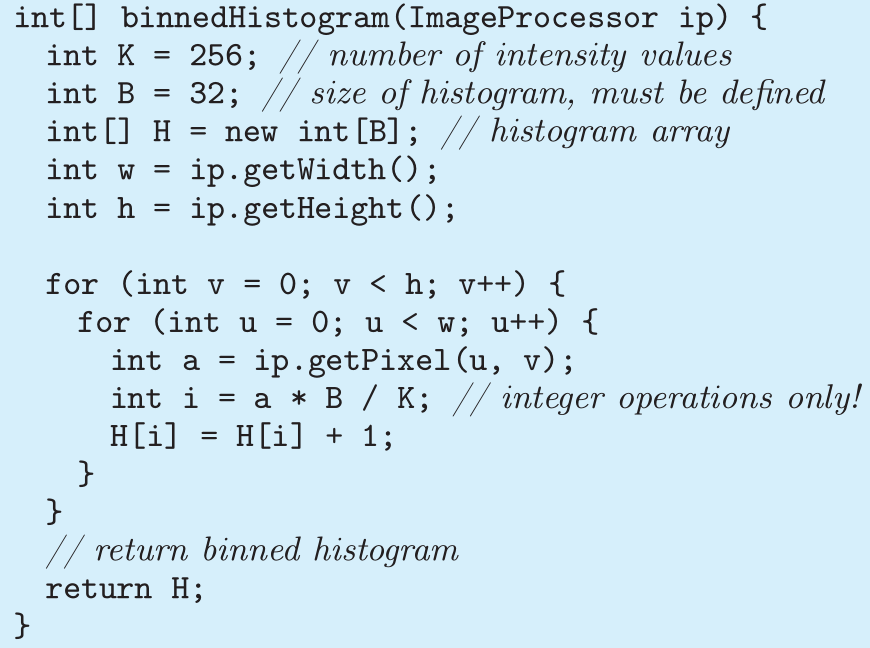 int[] binnedHistogram(ImageProcessor ip) {
  int K = 256; // number of intensity values
  int B = 32; // size of histogram, must be defined
  int[] H = new int[B]; // histogram array
  int w = ip.getWidth();
  int h = ip.getHeight();

  for (int v = 0; v < h; v++) {
    for (int u = 0; u < w; u++) {
      int a = ip.getPixel(u, v);
      int i = a * B / K; // integer operations only!
      H[i] = H[i] + 1;
    }
  }
  // return binned histogram
  return H;
}